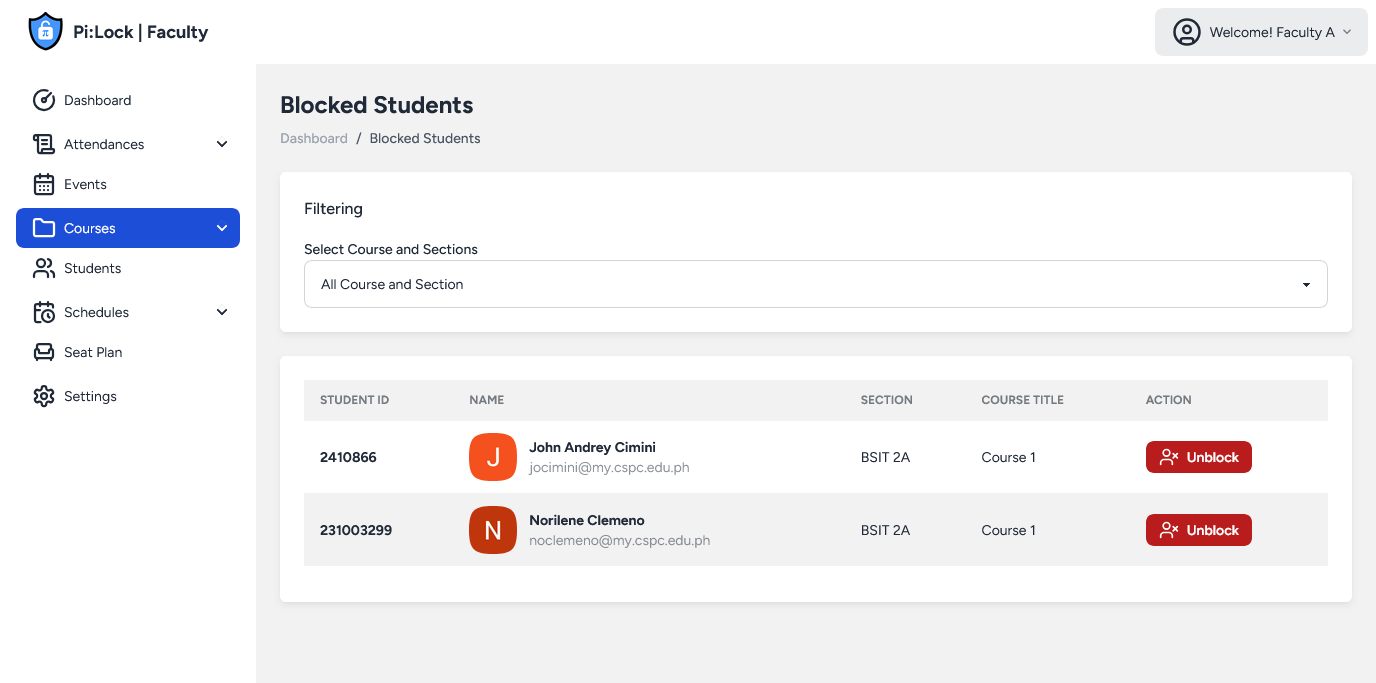 π
Pi:Lock | Faculty
Welcome! Faculty A
Dashboard
Attendances
Events
Courses
Students
Schedules
Seat Plan
Settings
Blocked Students
Dashboard / Blocked Students
Filtering
Select Course and Sections
All Course and Section
STUDENT ID NAME SECTION COURSE TITLE ACTION
2410866 J John Andrey Cimini BSIT 2A Course 1 Unblock
jocimini@my.cspc.edu.ph
231003299 N Norilene Clemeno BSIT 2A Course 1 Unblock
noclemeno@my.cspc.edu.ph